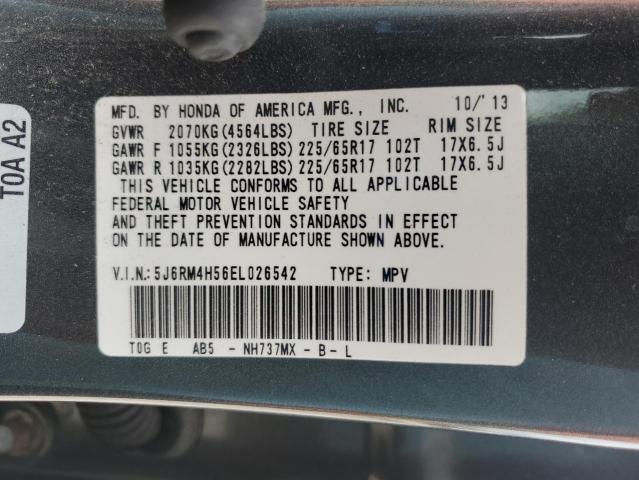 MFD. BY HONDA OF AMERICA MFG., INC. 10/'13
GVWR 2070KG(4564LBS) TIRE SIZE RIM SIZE
GAWR F 1055KG(2326LBS) 225/65R17 102T 17X6.5J
GAWR R 1035KG(2282LBS) 225/65R17 102T 17X6.5J
THIS VEHICLE CONFORMS TO ALL APPLICABLE
FEDERAL MOTOR VEHICLE SAFETY
AND THEFT PREVENTION STANDARDS IN EFFECT
ON THE DATE OF MANUFACTURE SHOWN ABOVE.
V.I.N.:5J6RM4H56EL026542 TYPE: MPV
T0G E AB5 -NH737MX-B-L
T0A A2